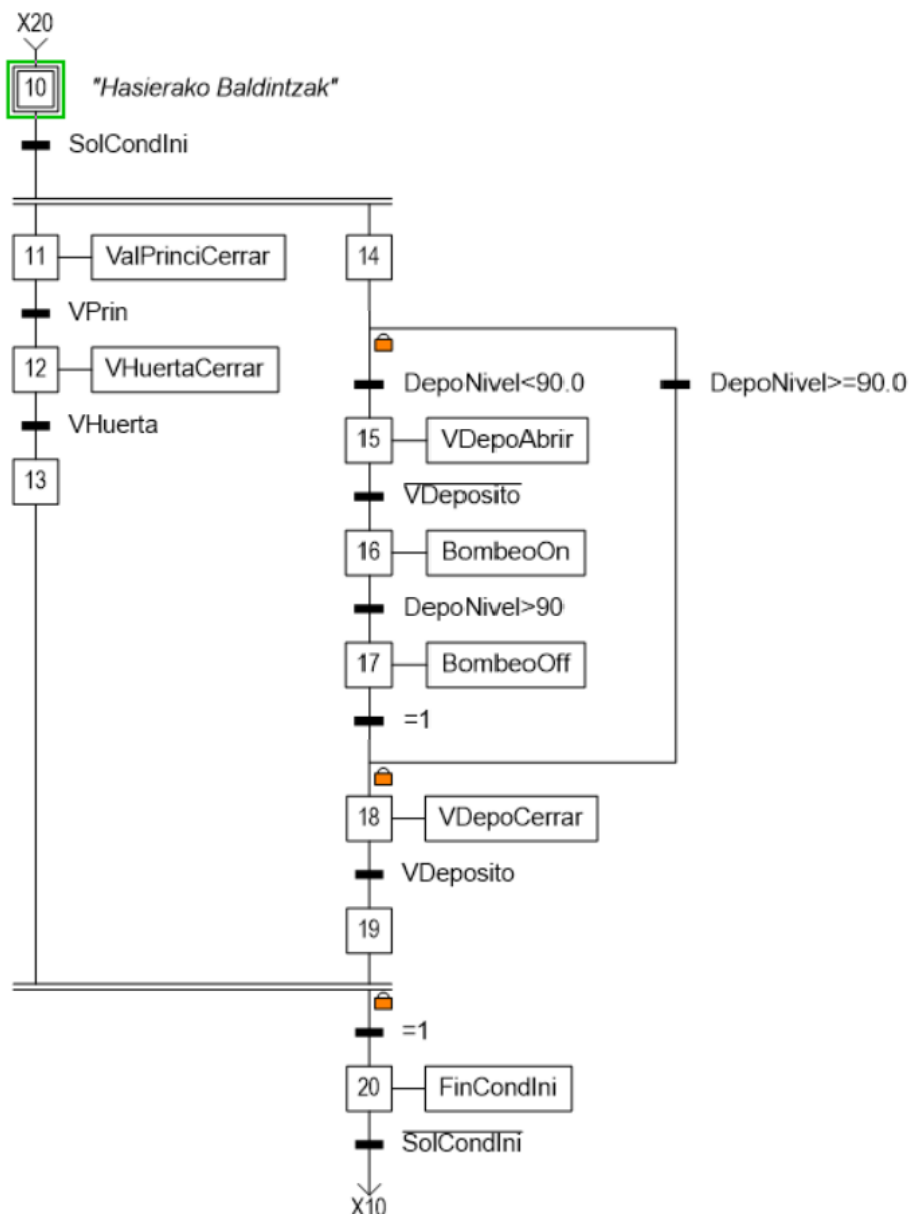 X20
10 "Hasierako Baldintzak"
SolCondIni
11 ValPrinciCerrar
14
VPrin
12 VHuertaCerrar
DepoNivel<90.0
DepoNivel>=90.0
VHuerta
15 VDepoAbrir
13
VDeposito
16 BombeoOn
DepoNivel>90
17 BombeoOff
=1
18 VDepoCerrar
VDeposito
19
=1
20 FinCondIni
SolCondIni
X10